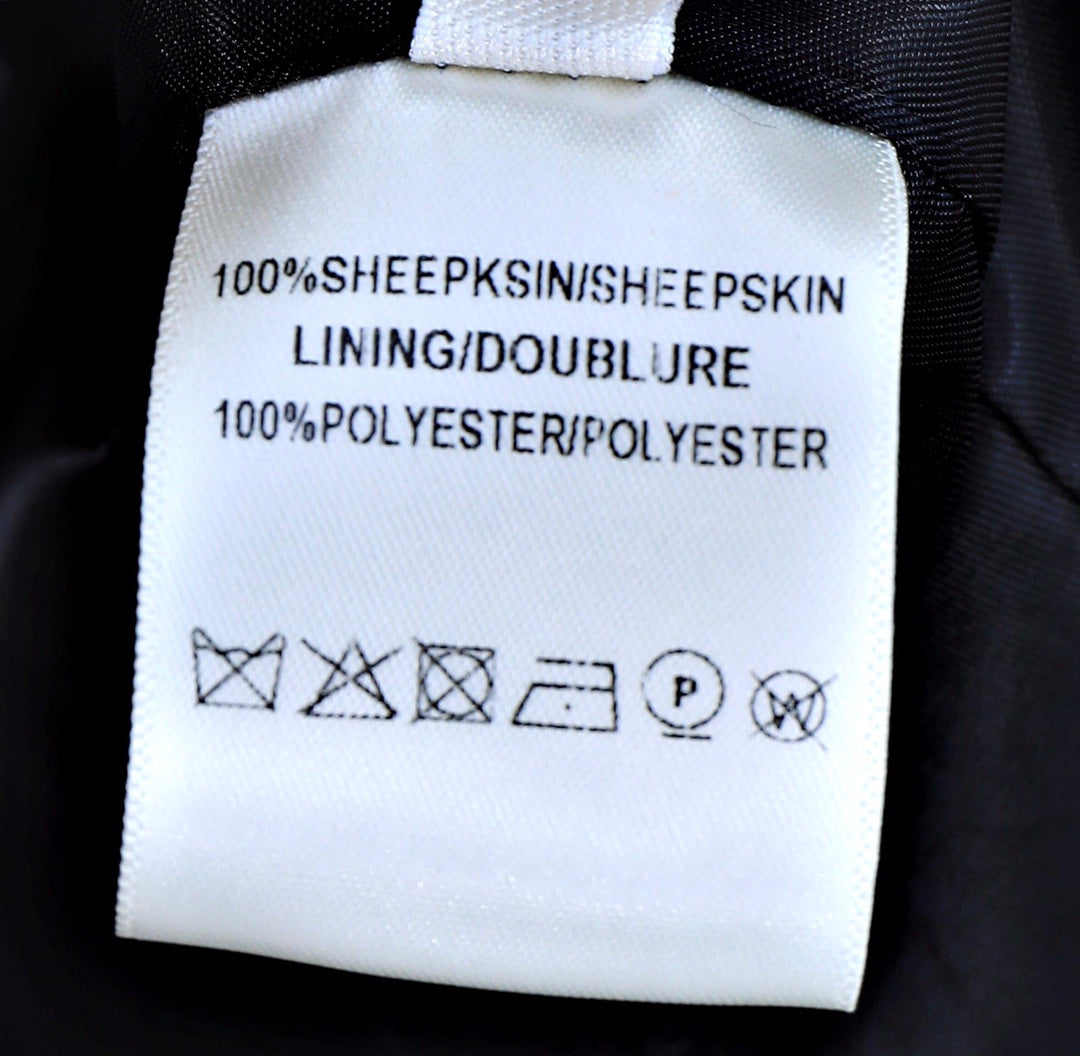 100%SHEEPKSIN/SHEEPSKIN
LINING/DOUBLURE
100%POLYESTER/POLYESTER
P
W